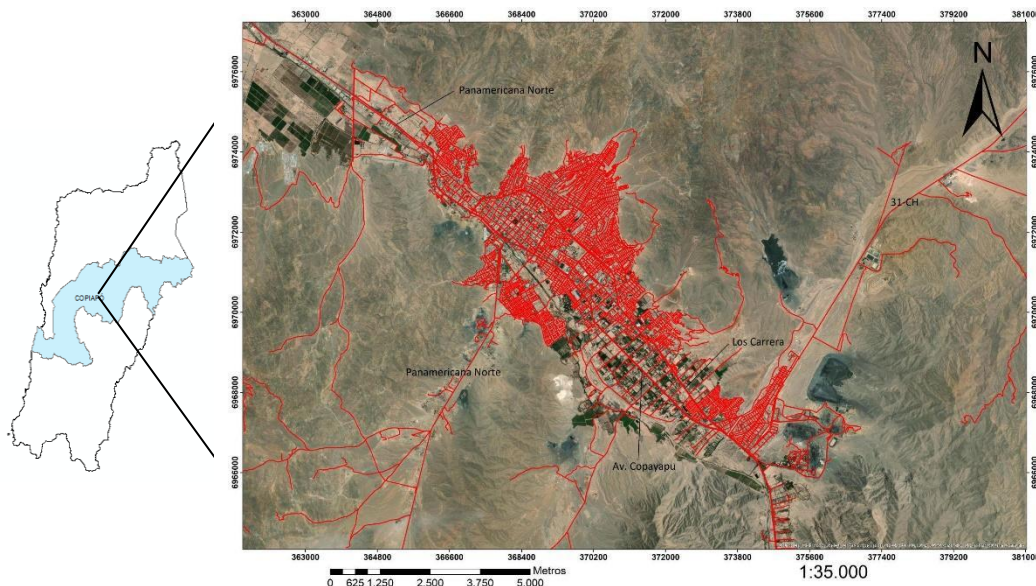 363000 364800 366600 368400 370200 372000 373800 375600 377400 379200 381000
6976000 6976000
N
Panamericana Norte
6974000 6974000
31-CH
6972000 6972000
COPIAPÓ
6970000 6970000
Los Carrera
Panamericana Norte
6968000 6968000
Av. Copayapu
6966000 6966000
363000 364800 366600 368400 370200 372000 373800 375600 377400 379200 381000
Metros
0 625 1.250 2.500 3.750 5.000
1:35.000